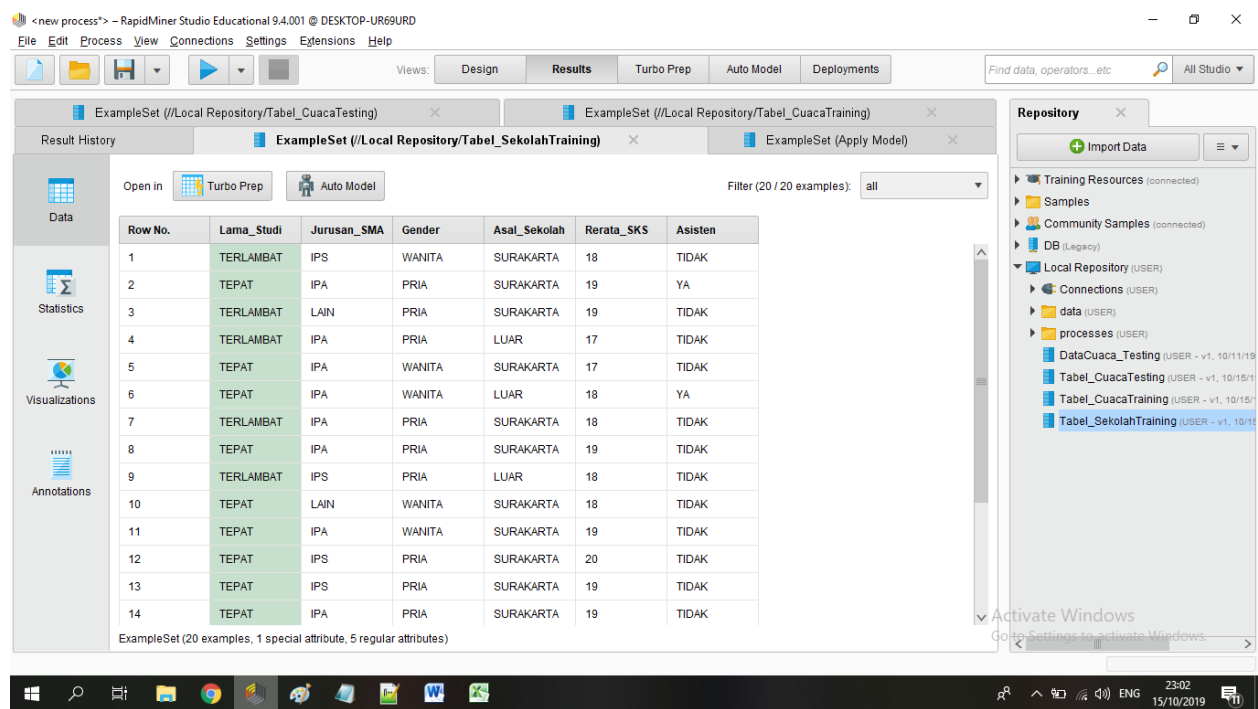 <new process*> – RapidMiner Studio Educational 9.4.001 @ DESKTOP-UR69URD
File Edit Process View Connections Settings Extensions Help
Views: Design Results Turbo Prep Auto Model Deployments Find data, operators...etc All Studio
ExampleSet (//Local Repository/Tabel_CuacaTesting) ExampleSet (//Local Repository/Tabel_CuacaTraining)
Result History ExampleSet (//Local Repository/Tabel_SekolahTraining) ExampleSet (Apply Model)
Data
Statistics
Visualizations
Annotations
Open in Turbo Prep Auto Model Filter (20 / 20 examples): all
Row No. Lama_Studi Jurusan_SMA Gender Asal_Sekolah Rerata_SKS Asisten
1 TERLAMBAT IPS WANITA SURAKARTA 18 TIDAK
2 TEPAT IPA PRIA SURAKARTA 19 YA
3 TERLAMBAT LAIN PRIA SURAKARTA 19 TIDAK
4 TERLAMBAT IPA PRIA LUAR 17 TIDAK
5 TEPAT IPA WANITA SURAKARTA 17 TIDAK
6 TEPAT IPA WANITA LUAR 18 YA
7 TERLAMBAT IPA PRIA SURAKARTA 18 TIDAK
8 TEPAT IPA PRIA SURAKARTA 19 TIDAK
9 TERLAMBAT IPS PRIA LUAR 18 TIDAK
10 TEPAT LAIN WANITA SURAKARTA 18 TIDAK
11 TEPAT IPA WANITA SURAKARTA 19 TIDAK
12 TEPAT IPS PRIA SURAKARTA 20 TIDAK
13 TEPAT IPS PRIA SURAKARTA 19 TIDAK
14 TEPAT IPA PRIA SURAKARTA 19 TIDAK
ExampleSet (20 examples, 1 special attribute, 5 regular attributes)
Repository
Import Data
Training Resources (connected)
Samples
Community Samples (connected)
DB (Legacy)
Local Repository (USER)
Connections (USER)
data (USER)
processes (USER)
DataCuaca_Testing (USER - v1, 10/11/19
Tabel_CuacaTesting (USER - v1, 10/15/1
Tabel_CuacaTraining (USER - v1, 10/15/
Tabel_SekolahTraining (USER - v1, 10/15
Activate Windows
Go to Settings to activate Windows.
ENG 23:02
15/10/2019
11